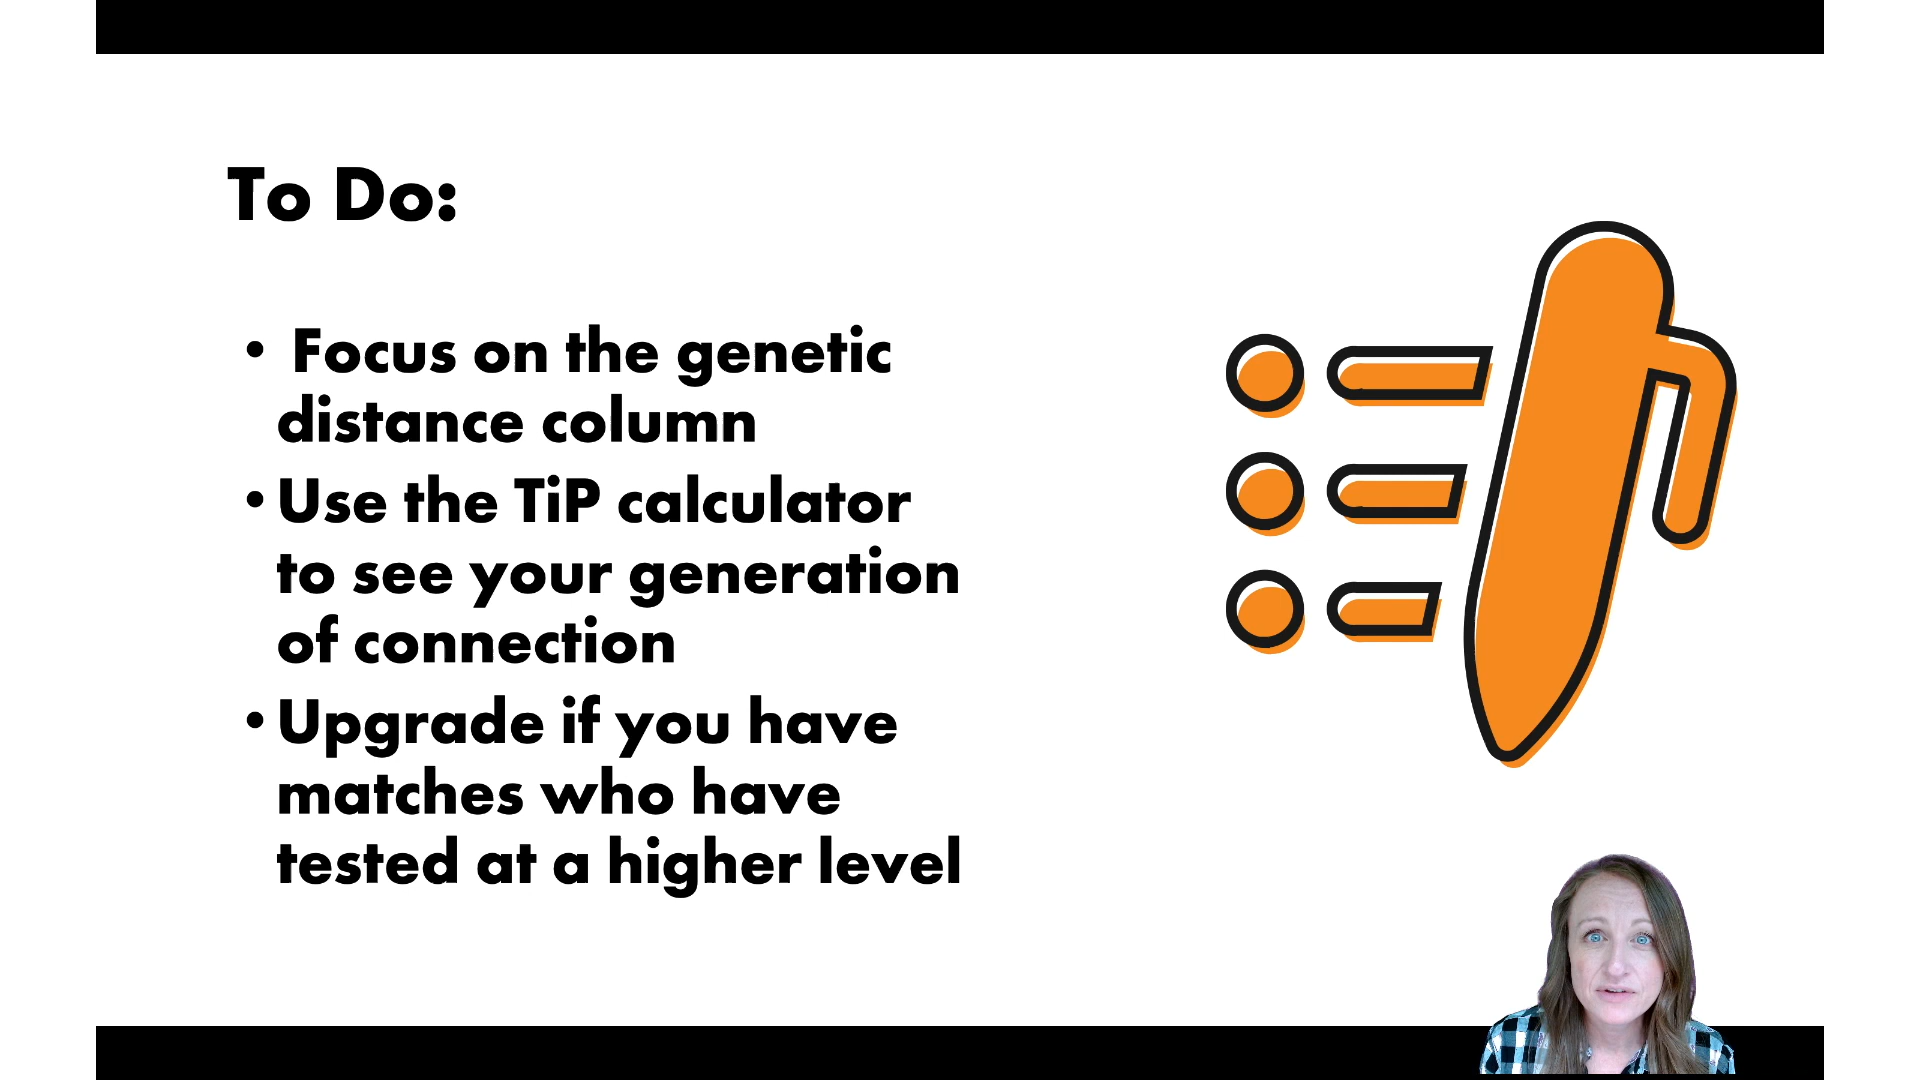 To Do:
• Focus on the genetic
distance column
• Use the TiP calculator
to see your generation
of connection
• Upgrade if you have
matches who have
tested at a higher level